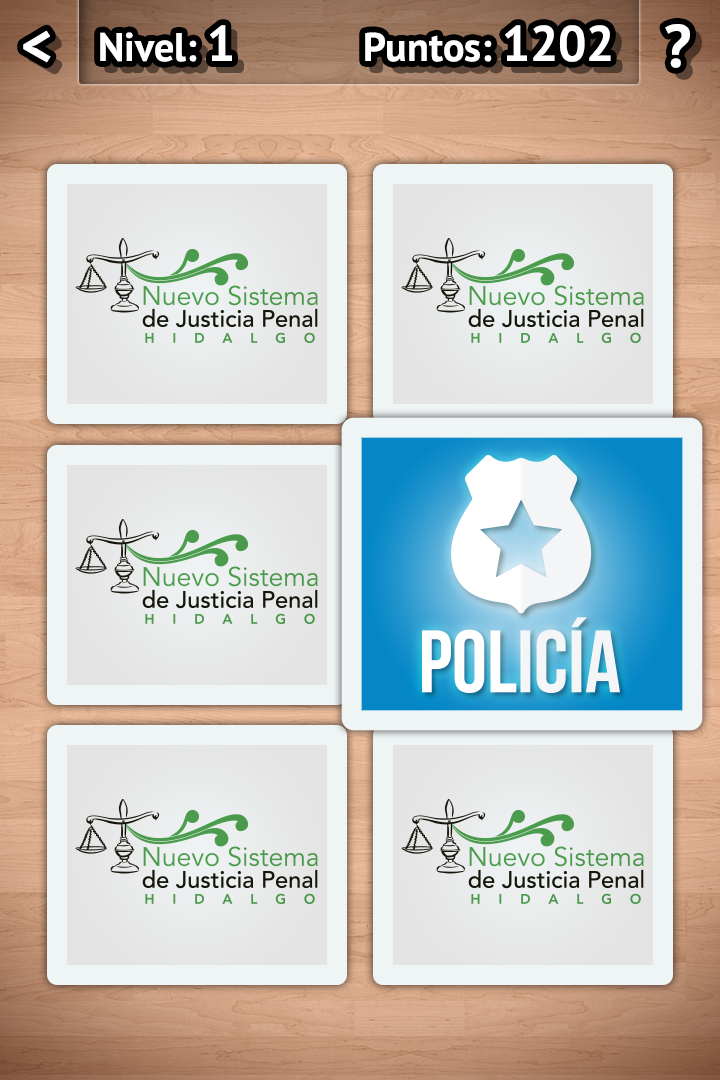 < Nivel: 1 Puntos: 1202 ?
Nuevo Sistema
de Justicia Penal
HIDALGO
Nuevo Sistema
de Justicia Penal
HIDALGO
Nuevo Sistema
de Justicia Penal
HIDALGO
POLICÍA
Nuevo Sistema
de Justicia Penal
HIDALGO
Nuevo Sistema
de Justicia Penal
HIDALGO